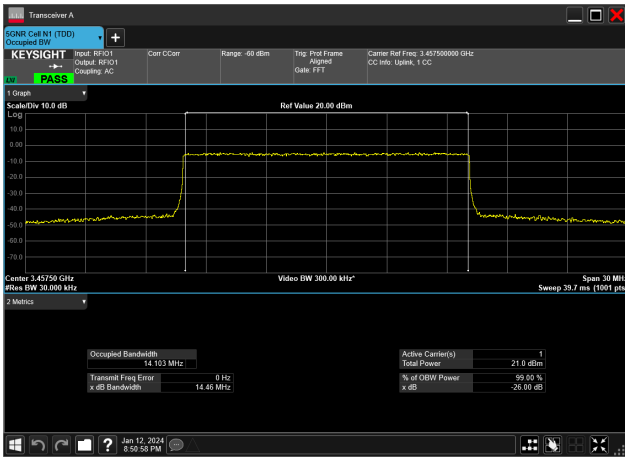 Transceiver A
5GNR Cell N1 (TDD)
Occupied BW
KEYSIGHT
LXI
PASS
Input: RFIO1
Output: RFIO1
Coupling: AC
Corr CCorr
Range: -60 dBm
Trig: Prot Frame
Aligned
Gate: FFT
Carrier Ref Freq: 3.457500000 GHz
CC Info: Uplink, 1 CC
1 Graph
Scale/Div 10.0 dB
Ref Value 20.00 dBm
Log
10.0
0.00
-10.0
-20.0
-30.0
-40.0
-50.0
-60.0
-70.0
Center 3.45750 GHz
Video BW 300.00 kHz*
Span 30 MHz
#Res BW 30.000 kHz
Sweep 39.7 ms (1001 pts)
2 Metrics
Occupied Bandwidth
14.103 MHz
Transmit Freq Error 0 Hz
x dB Bandwidth 14.46 MHz
Active Carrier(s) 1
Total Power 21.0 dBm
% of OBW Power 99.00 %
x dB -26.00 dB
?
Jan 12, 2024
8:50:58 PM